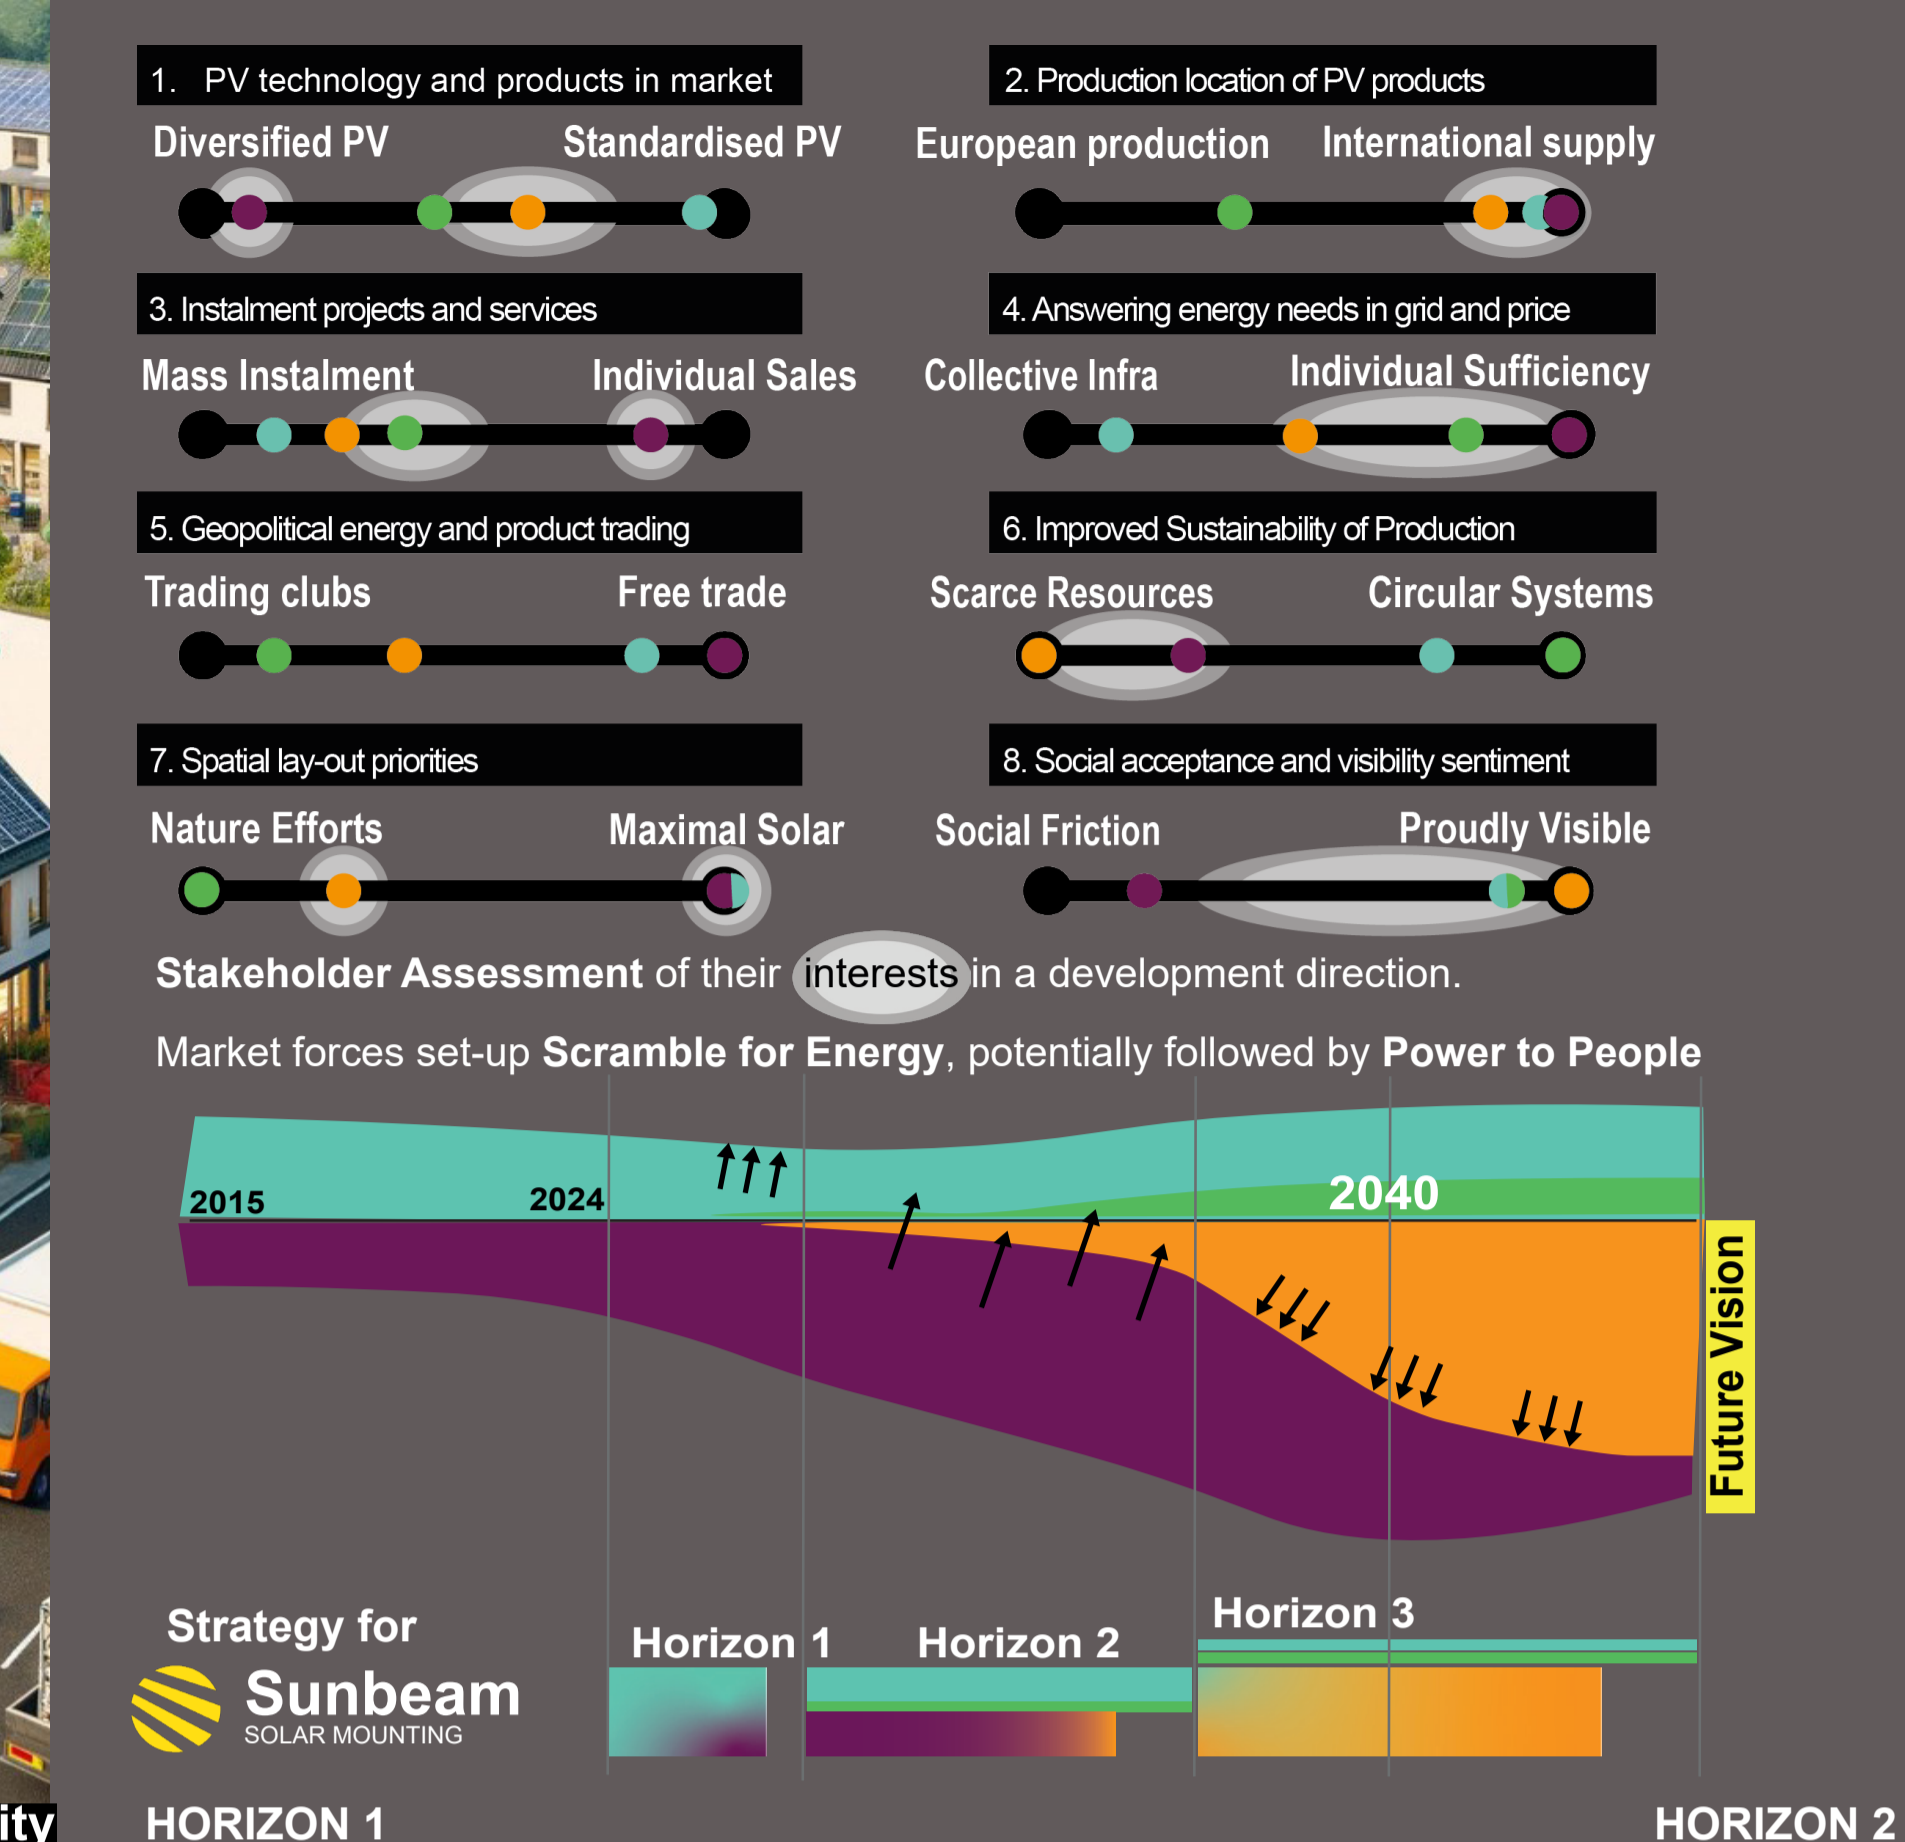 1. PV technology and products in market
Diversified PV Standardised PV
2. Production location of PV products
European production International supply
3. Instalment projects and services
Mass Instalment Individual Sales
4. Answering energy needs in grid and price
Collective Infra Individual Sufficiency
5. Geopolitical energy and product trading
Trading clubs Free trade
6. Improved Sustainability of Production
Scarce Resources Circular Systems
7. Spatial lay-out priorities
Nature Efforts Maximal Solar
8. Social acceptance and visibility sentiment
Social Friction Proudly Visible
Stakeholder Assessment of their interests in a development direction.
Market forces set-up Scramble for Energy, potentially followed by Power to People
2015
2024
2040
Future Vision
Strategy for
Sunbeam
SOLAR MOUNTING
Horizon 1
Horizon 2
Horizon 3
ity
HORIZON 1
HORIZON 2